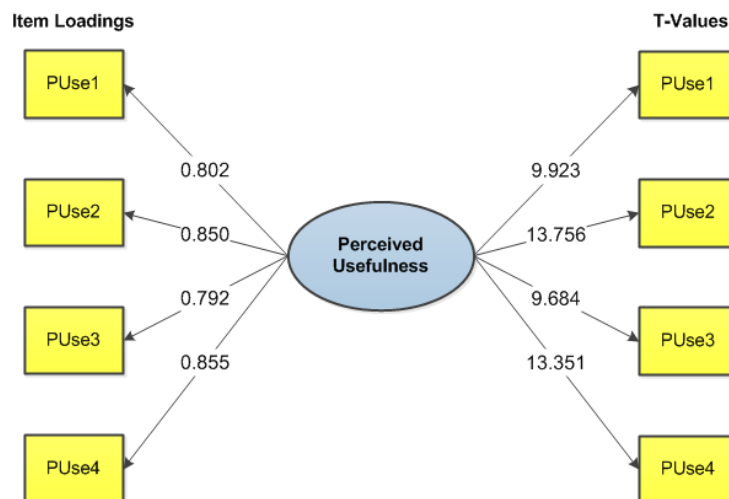 Item Loadings
T-Values
PUse1
PUse1
0.802
9.923
PUse2
PUse2
0.850
13.756
Perceived
Usefulness
0.792
9.684
PUse3
PUse3
0.855
13.351
PUse4
PUse4